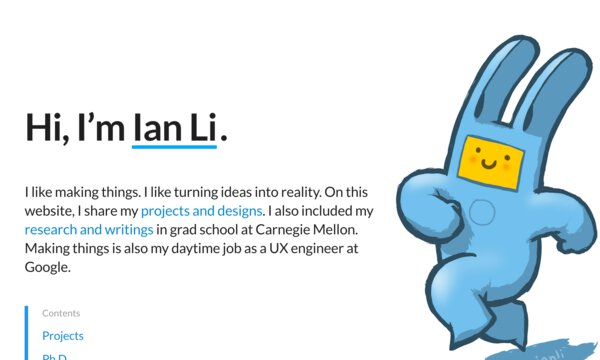 Hi, I'm Ian Li.
I like making things. I like turning ideas into reality. On this
website, I share my projects and designs. I also included my
research and writings in grad school at Carnegie Mellon.
Making things is also my daytime job as a UX engineer at
Google.
Contents
Projects
Ph.D.
ianli